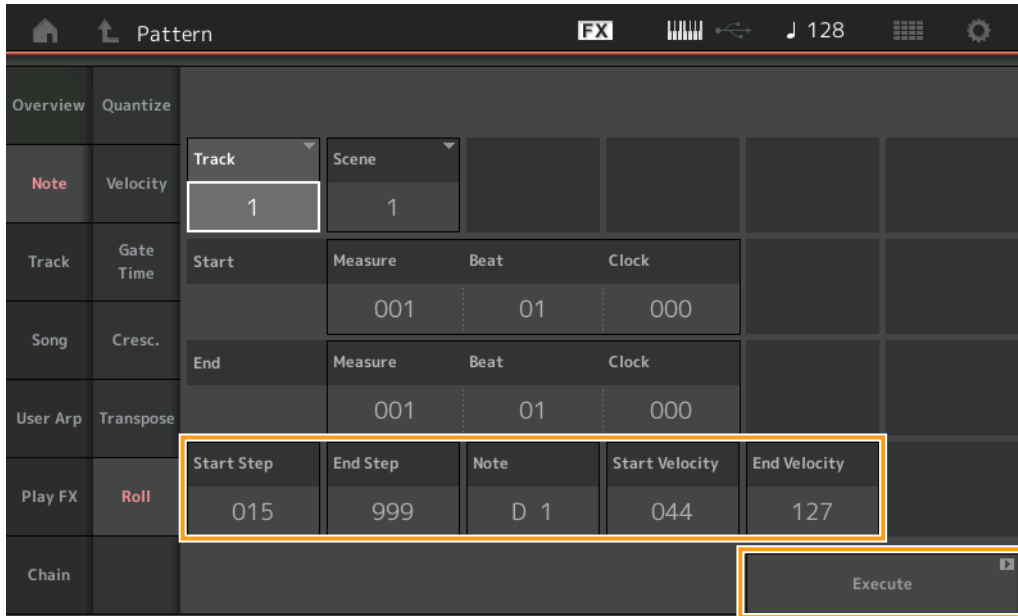 Pattern FX ♩ 128
Overview Quantize
Track Scene
Note Velocity
1 1
Track Gate Time Start Measure Beat Clock
001 01 000
Song Cresc.
End Measure Beat Clock
User Arp Transpose 001 01 000
Start Step End Step Note Start Velocity End Velocity
Play FX Roll 015 999 D 1 044 127
Chain Execute